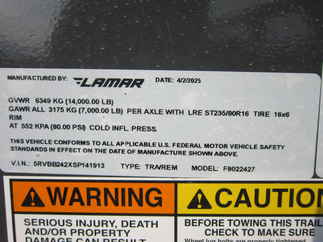 MANUFACTURED BY: LAMAR DATE: 4/2/2025
GVWR 6349 KG (14,000.00 LB)
GAWR ALL 3175 KG (7,000.00 LB) PER AXLE WITH LRE ST235/80R16 TIRE 16x6
RIM
AT 552 KPA (80.00 PSI) COLD INFL. PRESS.
THIS VEHICLE CONFORMS TO ALL APPLICABLE U.S. FEDERAL MOTOR VEHICLE SAFETY
STANDARDS IN EFFECT ON THE DATE OF MANUFACTURE SHOWN ABOVE.
V.I.N.: 5RVBB242XSP141913 TYPE: TRA/REM MODEL: F8022427
WARNING
SERIOUS INJURY, DEATH
AND/OR PROPERTY
DAMAGE CAN RESULT
CAUTION
BEFORE TOWING THIS TRAIL
CHECK TO MAKE SURE